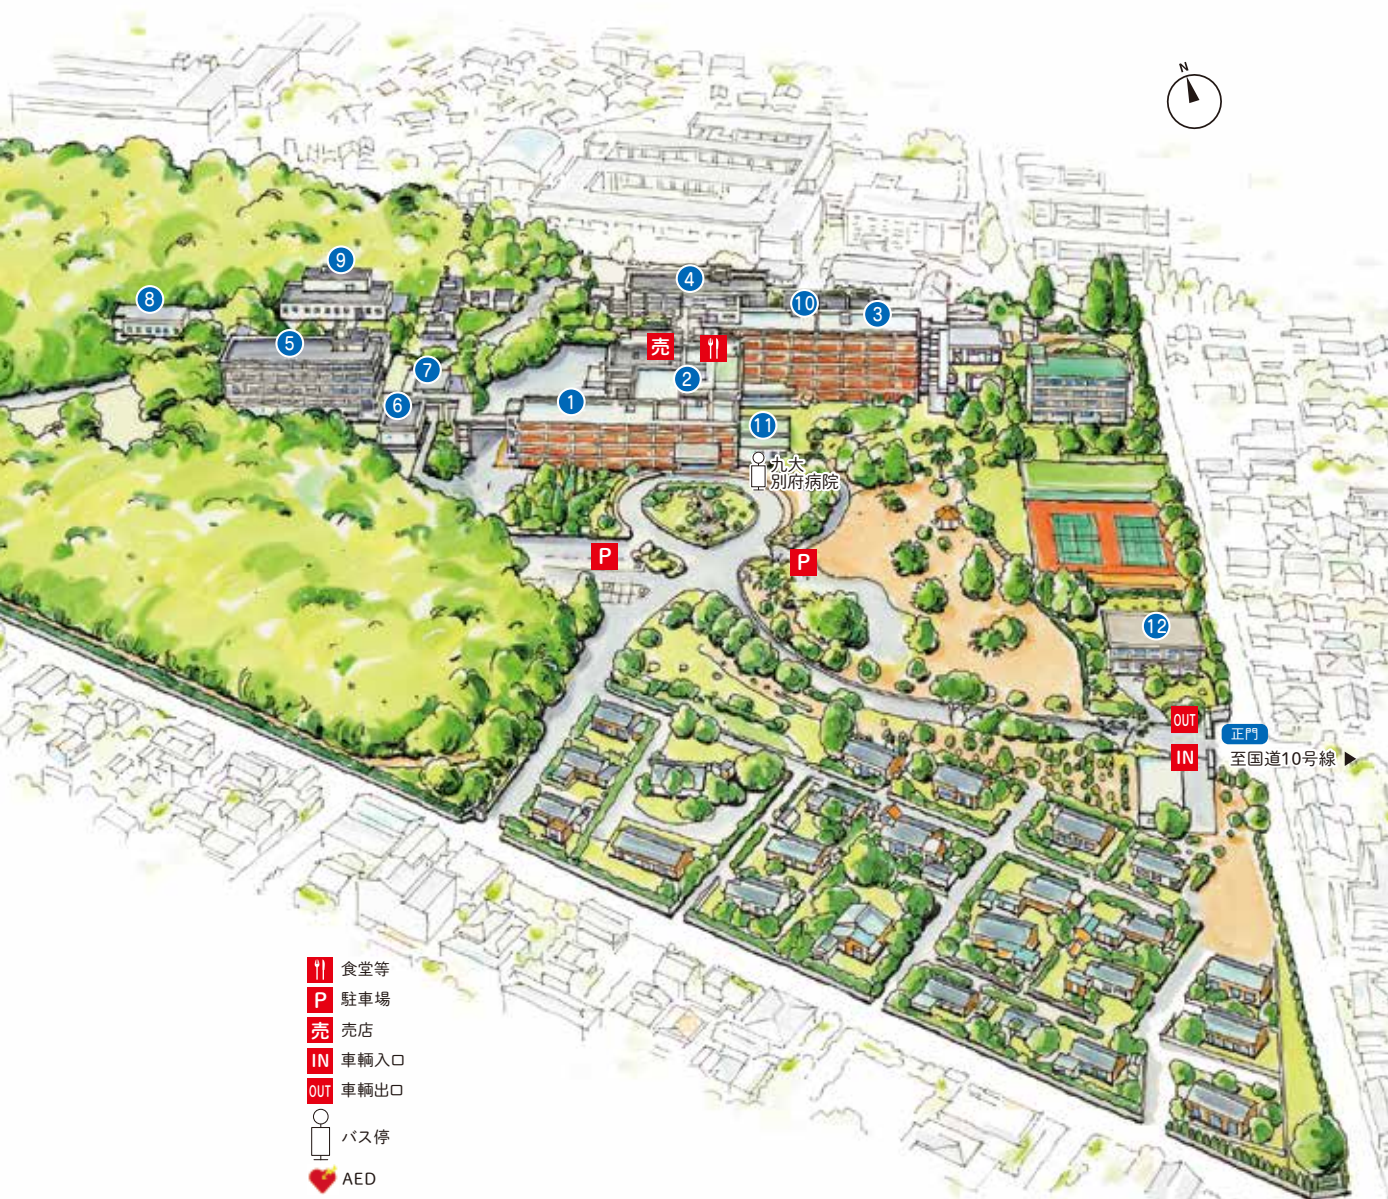 N
9
8
4
10
3
5
売
7
2
6
1
11
九大
別府病院
P
P
12
OUT
正門
IN
至国道10号線 ▶
食堂等
P 駐車場
売 売店
IN 車輌入口
OUT 車輌出口
バス停
AED